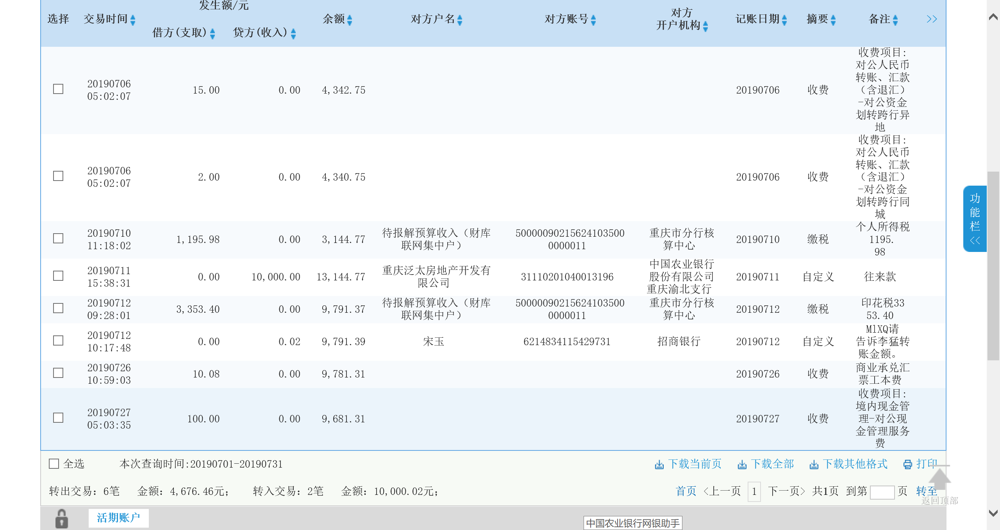 发生额/元
选择 交易时间 余额 对方户名 对方账号 对方 记账日期 摘要 备注 >>
开户机构
借方(支取) 贷方(收入)
收费项目:
对公人民币
转账、汇款
20190706 15.00 0.00 4,342.75 20190706 收费 （含退汇）
05:02:07
-对公资金
划转跨行异
地
收费项目:
对公人民币
转账、汇款
20190706 2.00 0.00 4,340.75 20190706 收费 （含退汇）
05:02:07
-对公资金
划转跨行同
城
20190710 待报解预算收入（财库 50000090215624103500 重庆市分行核 个人所得税
1,195.98 0.00 3,144.77 20190710 缴税 1195.
11:18:02 联网集中户） 0000011 算中心 98
20190711 重庆泛太房地产开发有 中国农业银行
0.00 10,000.00 13,144.77 31110201040013196 股份有限公司 20190711 自定义 往来款
15:38:31 限公司 重庆渝北支行
20190712 待报解预算收入（财库 50000090215624103500 重庆市分行核 印花税33
3,353.40 0.00 9,791.37 20190712 缴税
09:28:01 联网集中户） 0000011 算中心 53.40
20190712 MlXQ请
0.00 0.02 9,791.39 宋玉 6214834115429731 招商银行 20190712 自定义 告诉李猛转
10:17:48 账金额。
20190726 商业承兑汇
10.08 0.00 9,781.31 20190726 收费
10:59:03 票工本费
收费项目:
境内现金管
20190727 100.00 0.00 9,681.31 20190727 收费 理-对公现
05:03:35 金管理服务
费
全选 本次查询时间:20190701-20190731 下载当前页 下载全部 下载其他格式 打印
转出交易：6笔 金额：4,676.46元； 转入交易：2笔 金额：10,000.02元； 首页 <上一页 1 下一页> 共1页 到第 页 转至
返回顶部
活期账户 中国农业银行网银助手
功
能
栏
<<